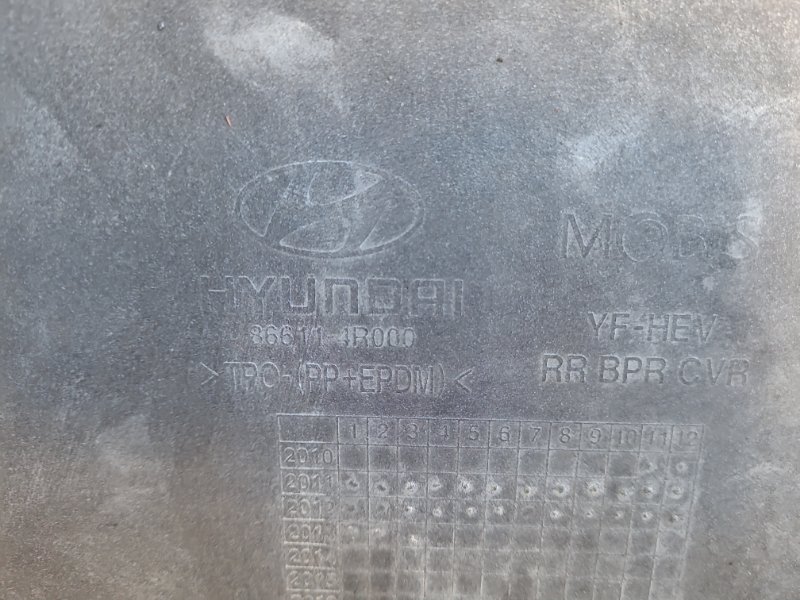 HYUNDAI
86611-4R000
>TPO-(PP+EPDM)<
MOBIS
YF-HEV
RR BPR CVR
1 2 3 4 5 6 7 8 9 10 11 12
2010
2011
2012